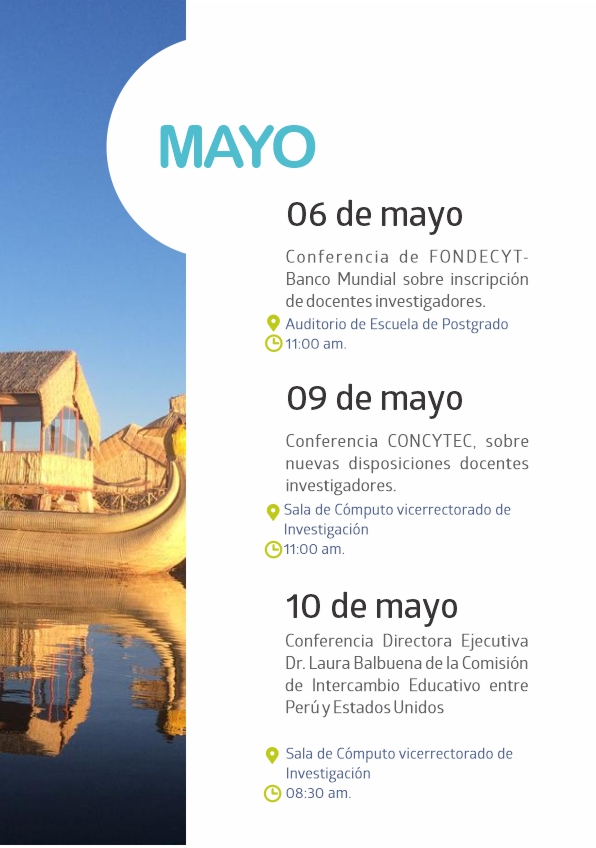 MAYO
06 de mayo
Conferencia de FONDECYT-
Banco Mundial sobre inscripción
de docentes investigadores.
Auditorio de Escuela de Postgrado
11:00 am.
09 de mayo
Conferencia CONCYTEC, sobre
nuevas disposiciones docentes
investigadores.
Sala de Cómputo vicerrectorado de
Investigación
11:00 am.
10 de mayo
Conferencia Directora Ejecutiva
Dr. Laura Balbuena de la Comisión
de Intercambio Educativo entre
Perú y Estados Unidos
Sala de Cómputo vicerrectorado de
Investigación
08:30 am.